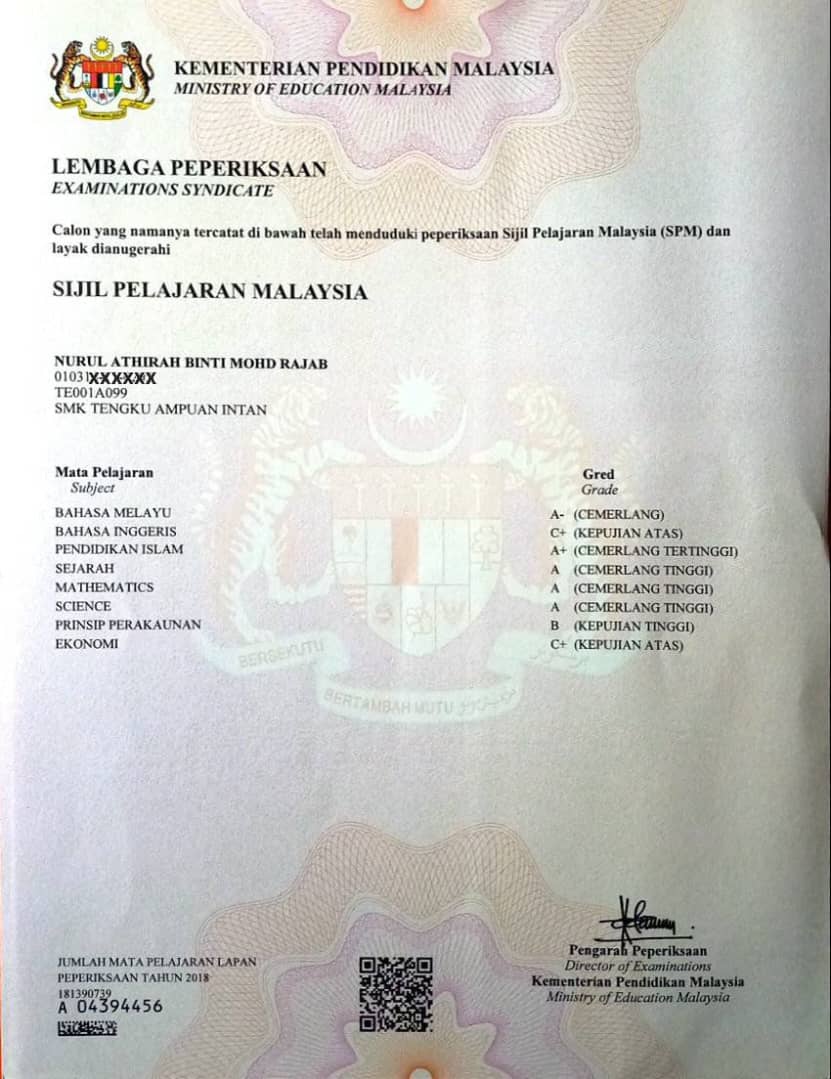 KEMENTERIAN PENDIDIKAN MALAYSIA
MINISTRY OF EDUCATION MALAYSIA
LEMBAGA PEPERIKSAAN
EXAMINATIONS SYNDICATE
Calon yang namanya tercatat di bawah telah menduduki peperiksaan Sijil Pelajaran Malaysia (SPM) dan
layak dianugerahi
SIJIL PELAJARAN MALAYSIA
NURUL ATHIRAH BINTI MOHD RAJAB
01031XXXXXX
TE001A099
SMK TENGKU AMPUAN INTAN
Mata Pelajaran Gred
Subject Grade
BAHASA MELAYU A- (CEMERLANG)
BAHASA INGGERIS C+ (KEPUJIAN ATAS)
PENDIDIKAN ISLAM A+ (CEMERLANG TERTINGGI)
SEJARAH A (CEMERLANG TINGGI)
MATHEMATICS A (CEMERLANG TINGGI)
SCIENCE A (CEMERLANG TINGGI)
PRINSIP PERAKAUNAN B (KEPUJIAN TINGGI)
EKONOMI C+ (KEPUJIAN ATAS)
BERSEKUTU
BERTAMBAH MUTU
Pengarah Peperiksaan
Director of Examinations
Kementerian Pendidikan Malaysia
Ministry of Education Malaysia
JUMLAH MATA PELAJARAN LAPAN
PEPERIKSAAN TAHUN 2018
181390739
A 04394456